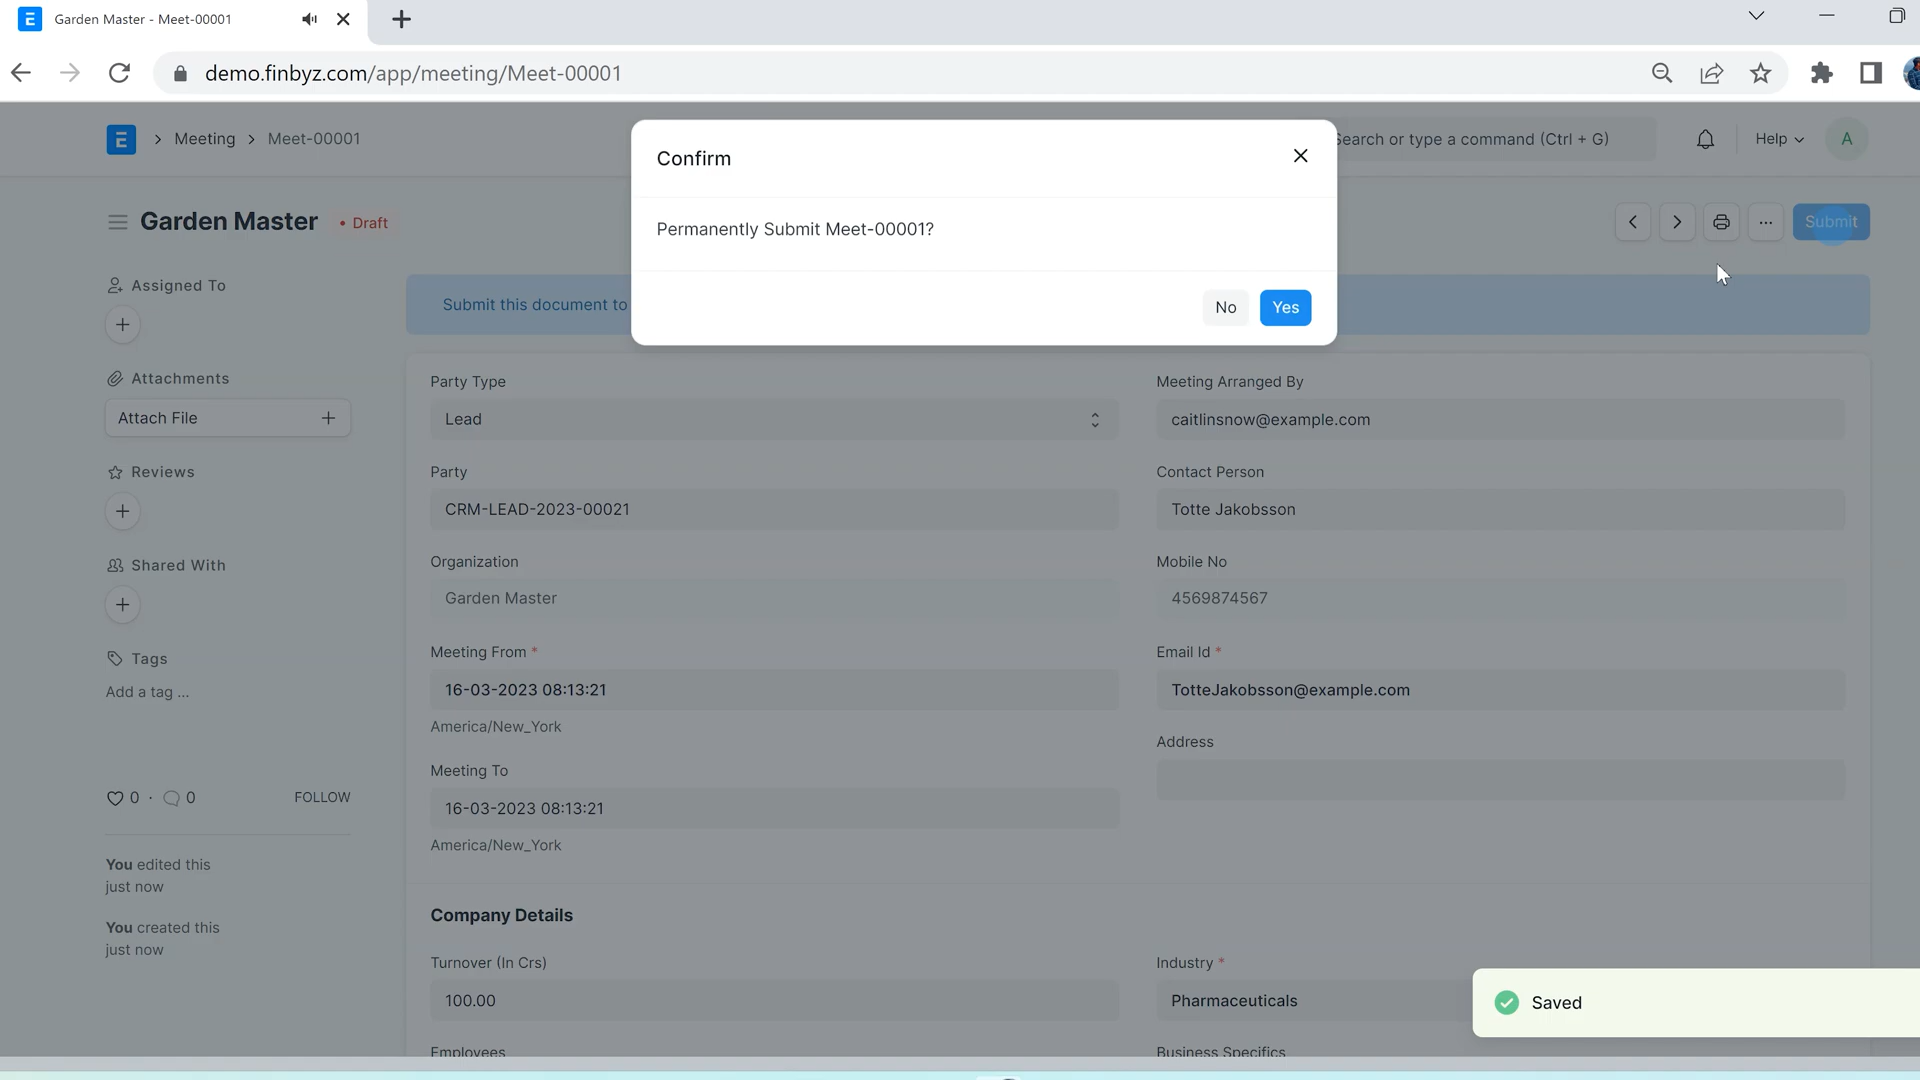 Garden Master - Meet-00001
demo.finbyz.com/app/meeting/Meet-00001
Meeting Meet-00001
Search or type a command (Ctrl + G)
Help
A
Confirm
Permanently Submit Meet-00001?
No Yes
Garden Master
Draft
Submit
Submit this document to
Assigned To
Attachments
Attach File
Reviews
Shared With
Tags
Add a tag ...
0 · 0 FOLLOW
You edited this
just now
You created this
just now
Party Type
Lead
Party
CRM-LEAD-2023-00021
Organization
Garden Master
Meeting From *
16-03-2023 08:13:21
America/New_York
Meeting To
16-03-2023 08:13:21
America/New_York
Meeting Arranged By
caitlinsnow@example.com
Contact Person
Totte Jakobsson
Mobile No
4569874567
Email Id *
TotteJakobsson@example.com
Address
Company Details
Turnover (In Crs)
100.00
Employees
Industry *
Pharmaceuticals
Business Specifics
Saved